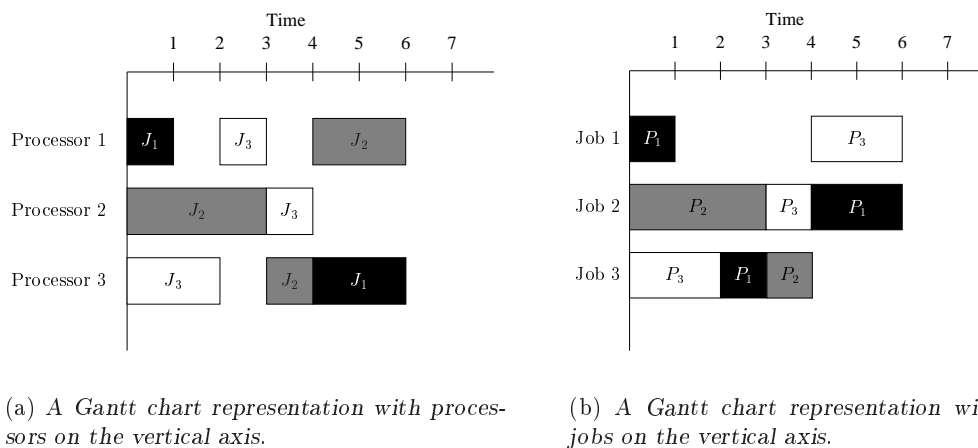 Time
1 2 3 4 5 6 7
Processor 1 J₁ J₃ J₂
Processor 2 J₂ J₃
Processor 3 J₃ J₂ J₁
(a) A Gantt chart representation with proces-
sors on the vertical axis.
Time
1 2 3 4 5 6 7
Job 1 P₁ P₃
Job 2 P₂ P₃ P₁
Job 3 P₃ P₁ P₂
(b) A Gantt chart representation wi
jobs on the vertical axis.